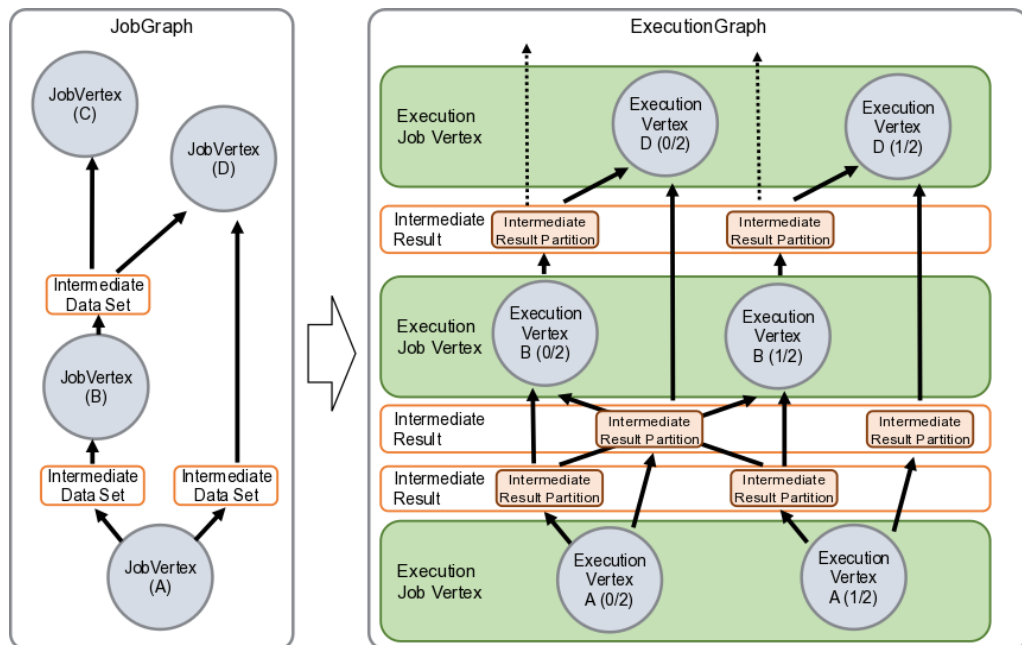 JobGraph
JobVertex
(C)
JobVertex
(D)
Intermediate
Data Set
JobVertex
(B)
Intermediate
Data Set
Intermediate
Data Set
JobVertex
(A)
ExecutionGraph
Execution
Job Vertex
Execution
Vertex
D (0/2)
Execution
Vertex
D (1/2)
Intermediate
Result
Intermediate
Result Partition
Intermediate
Result Partition
Execution
Job Vertex
Execution
Vertex
B (0/2)
Execution
Vertex
B (1/2)
Intermediate
Result
Intermediate
Result Partition
Intermediate
Result Partition
Intermediate
Result
Intermediate
Result Partition
Intermediate
Result Partition
Execution
Job Vertex
Execution
Vertex
A (0/2)
Execution
Vertex
A (1/2)